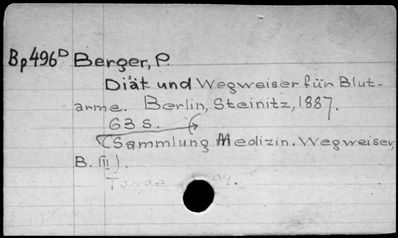 Bp496D Berger, P.
Diät und Wegweiser für Blut-
arme. Berlin, Steinitz, 1887.
63 S.
(Sammlung Medizin. Wegweiser,
B. III).